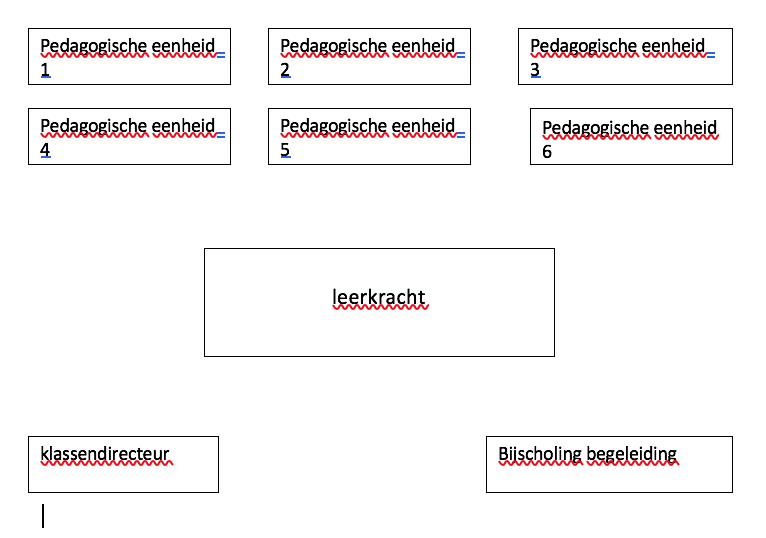 Pedagogische eenheid
1
Pedagogische eenheid
2
Pedagogische eenheid
3
Pedagogische eenheid
4
Pedagogische eenheid
5
Pedagogische eenheid
6
leerkracht
klassendirecteur
Biischoling begeleiding